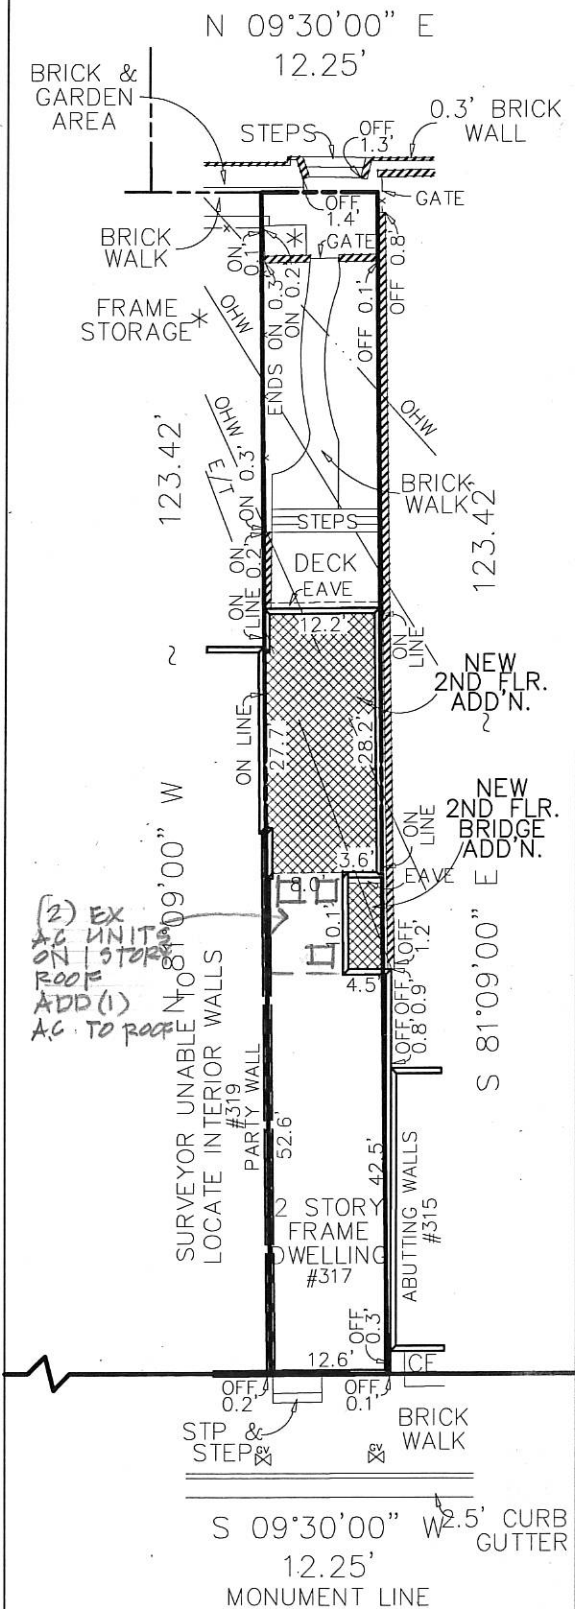 N 09°30'00" E
12.25'
BRICK &
GARDEN
AREA
STEPS
OFF
1.3'
0.3' BRICK
WALL
GATE
OFF
1.4'
BRICK
WALK
GATE
ON
0.1'
ON
0.2'
OFF 0.8'
OFF 0.1'
FRAME
STORAGE*
*
OHW
ENDS ON 0.3'
OHW
OHW
E/T
123.42'
ON 0.3'
BRICK
WALK
123.42'
STEPS
ON
0.2'
DECK
EAVE
ON
LINE
12.2'
ON
LINE
NEW
2ND FLR.
ADD'N.
~
~
ON LINE
27.7'
28.2'
ON
LINE
NEW
2ND FLR.
BRIDGE
ADD'N.
3.6'
EAVE
8.0'
10.1'
4.5'
OFF
1.2'
OFF
0.9'
OFF
0.8'
(2) EX
A.C UNITS
ON 1 STORY
ROOF
ADD (1)
A.C. TO ROOF
N 81°09'00" W
S 81°09'00" E
SURVEYOR UNABLE TO
LOCATE INTERIOR WALLS
#319
PARTY WALL
52.6'
42.5'
ABUTTING WALLS
#315
2 STORY
FRAME
DWELLING
#317
OFF
0.3'
12.6'
CE
OFF
0.2'
OFF
0.1'
STP &
STEP
GV
GV
BRICK
WALK
S 09°30'00" W
12.25'
2.5' CURB
GUTTER
MONUMENT LINE